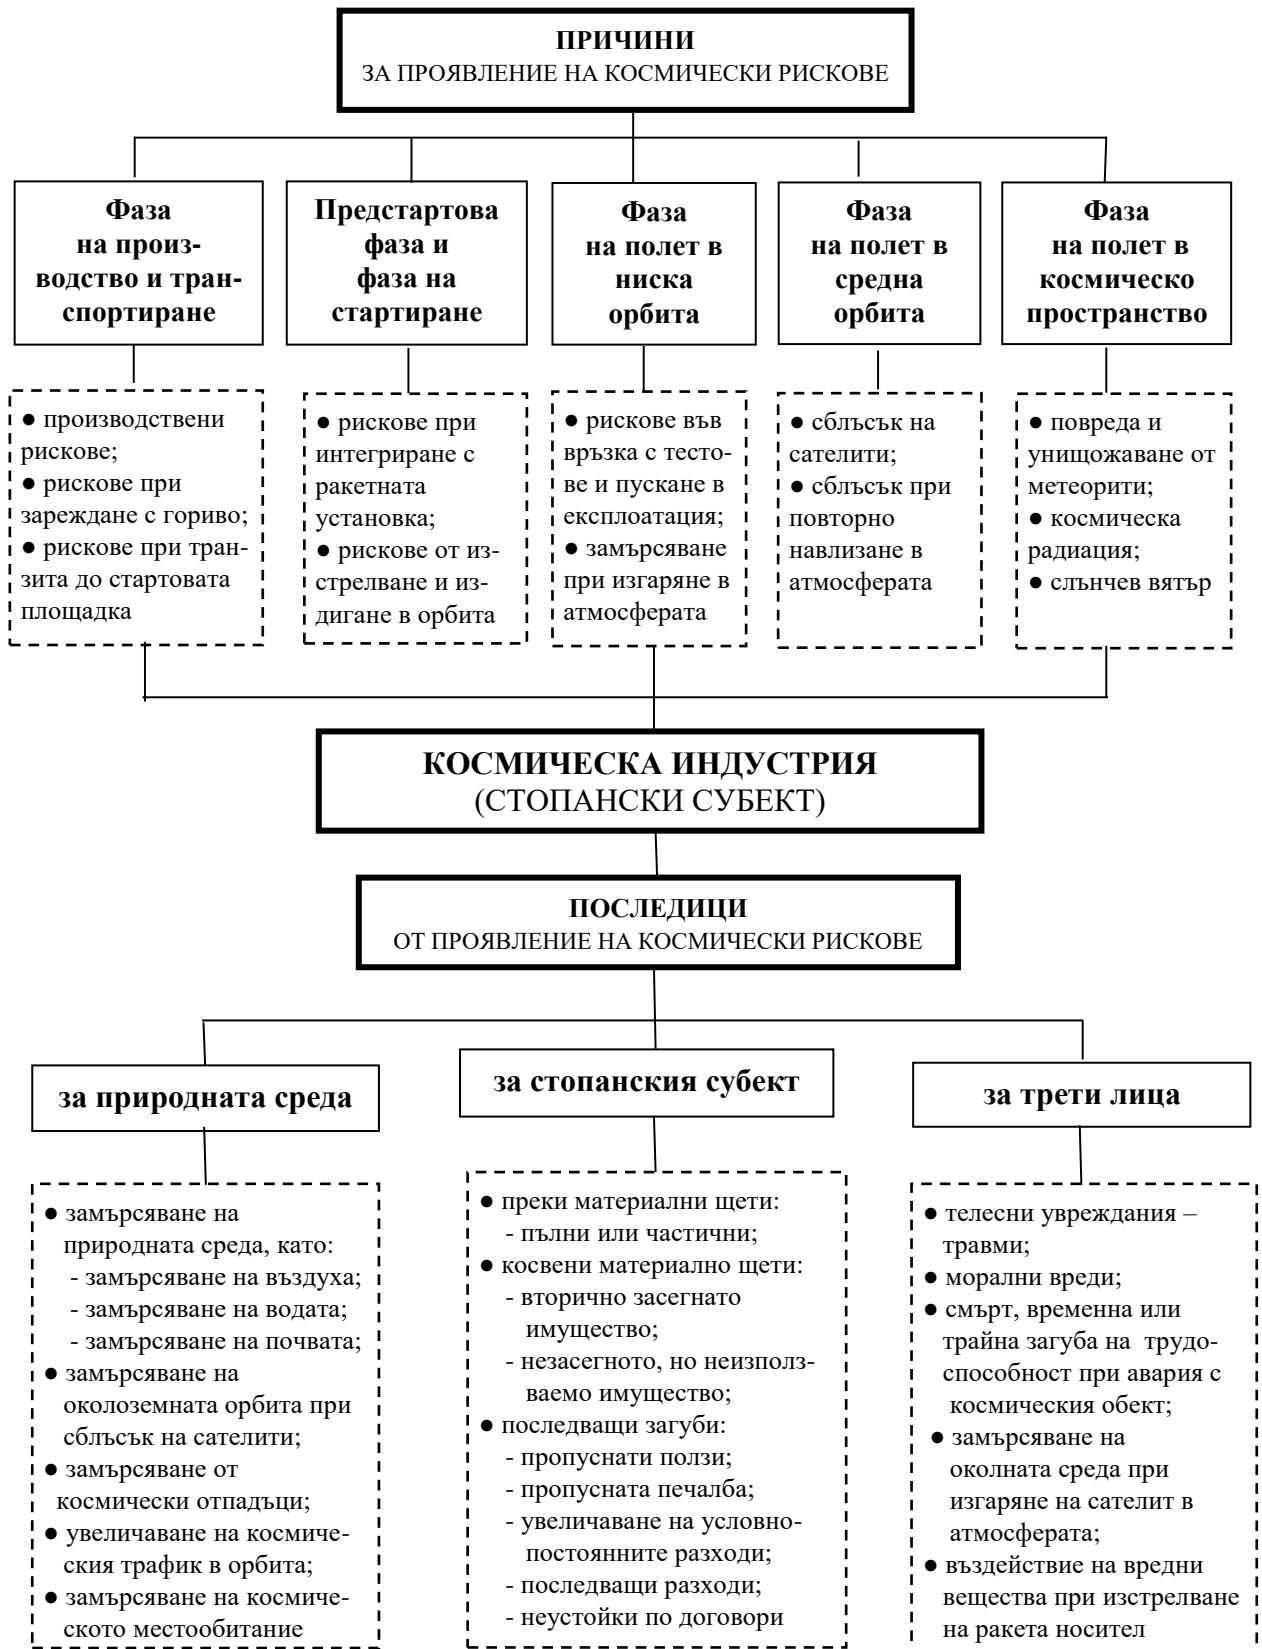 ПРИЧИНИ
ЗА ПРОЯВЛЕНИЕ НА КОСМИЧЕСКИ РИСКОВЕ
Фаза
на произ-
водство и тран-
спортиране
Предстартова
фаза и
фаза на
стартиране
Фаза
на полет в
ниска
орбита
Фаза
на полет в
средна
орбита
Фаза
на полет в
космическо
пространство
● производствени
рискове;
● рискове при
зареждане с гориво;
● рискове при тран-
зита до стартовата
площадка
● рискове при
интегриране с
ракетната
установка;
● рискове от из-
стрелване и из-
дигане в орбита
● рискове във
връзка с тесто-
ве и пускане в
експлоатация;
● замърсяване
при изгаряне в
атмосферата
● сблъсък на
сателити;
● сблъсък при
повторно
навлизане в
атмосферата
● повреда и
унищожаване от
метеорити;
● космическа
радиация;
● слънчев вятър
КОСМИЧЕСКА ИНДУСТРИЯ
(СТОПАНСКИ СУБЕКТ)
ПОСЛЕДИЦИ
ОТ ПРОЯВЛЕНИЕ НА КОСМИЧЕСКИ РИСКОВЕ
за природната среда
за стопанския субект
за трети лица
● замърсяване на
природната среда, като:
- замърсяване на въздуха;
- замърсяване на водата;
- замърсяване на почвата;
● замърсяване на
околоземната орбита при
сблъсък на сателити;
● замърсяване от
космически отпадъци;
● увеличаване на космиче-
ския трафик в орбита;
● замърсяване на космиче-
ското местообитание
● преки материални щети:
- пълни или частични;
● косвени материално щети:
- вторично засегнато
имущество;
- незасегното, но неизполз-
ваемо имущество;
● последващи загуби:
- пропуснати ползи;
- пропусната печалба;
- увеличаване на условно-
постоянните разходи;
- последващи разходи;
- неустойки по договори
● телесни увреждания –
травми;
● морални вреди;
● смърт, временна или
трайна загуба на трудо-
способност при авария с
космическия обект;
● замърсяване на
околната среда при
изгаряне на сателит в
атмосферата;
● въздействие на вредни
вещества при изстрелване
на ракета носител